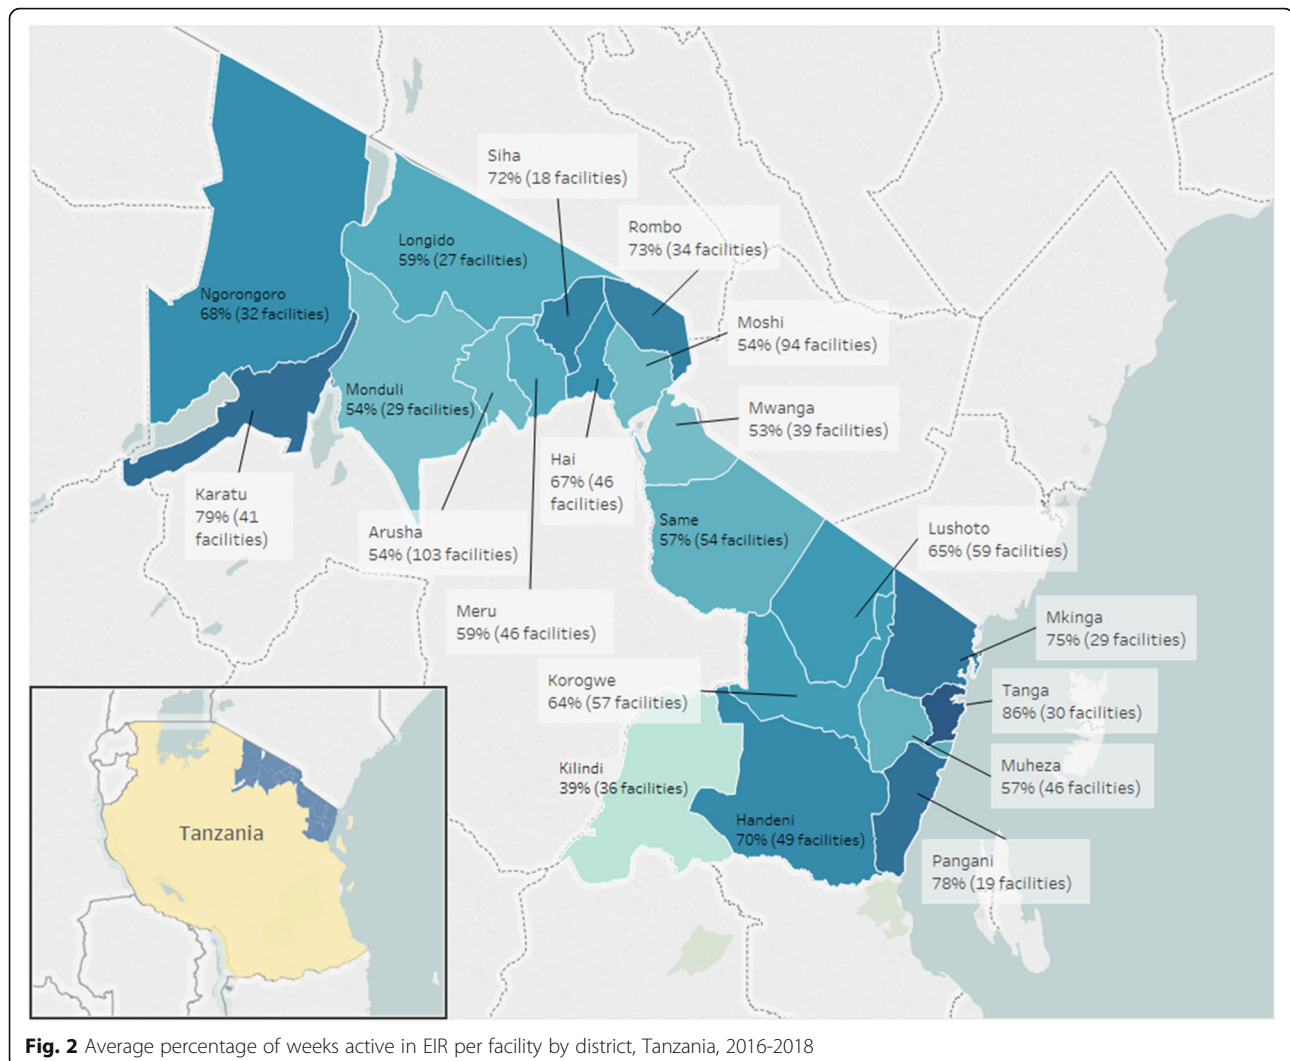 Siha
72% (18 facilities)
Rombo
73% (34 facilities)
Longido
59% (27 facilities)
Ngorongoro
68% (32 facilities)
Moshi
54% (94 facilities)
Monduli
54% (29 facilities)
Mwanga
53% (39 facilities)
Hai
67% (46
facilities)
Karatu
79% (41
facilities)
Arusha
54% (103 facilities)
Same
57% (54 facilities)
Lushoto
65% (59 facilities)
Meru
59% (46 facilities)
Mkinga
75% (29 facilities)
Korogwe
64% (57 facilities)
Tanga
86% (30 facilities)
Kilindi
39% (36 facilities)
Muheza
57% (46 facilities)
Handeni
70% (49 facilities)
Pangani
78% (19 facilities)
Tanzania
Fig. 2 Average percentage of weeks active in EIR per facility by district, Tanzania, 2016-2018